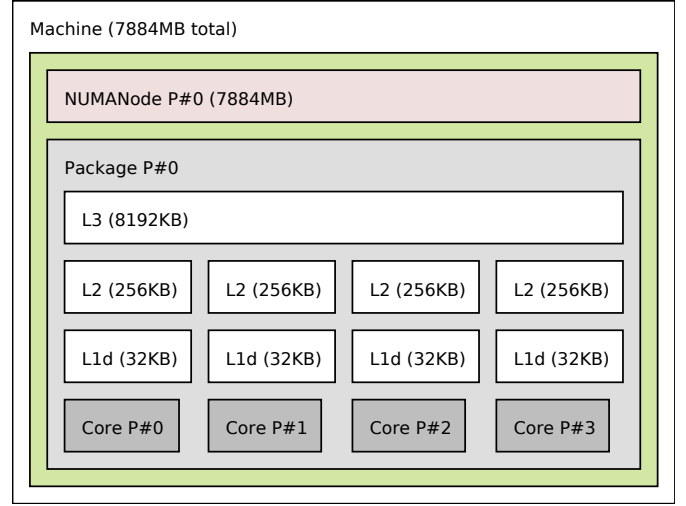 Machine (7884MB total)
NUMANode P#0 (7884MB)
Package P#0
L3 (8192KB)
L2 (256KB) L2 (256KB) L2 (256KB) L2 (256KB)
L1d (32KB) L1d (32KB) L1d (32KB) L1d (32KB)
Core P#0 Core P#1 Core P#2 Core P#3